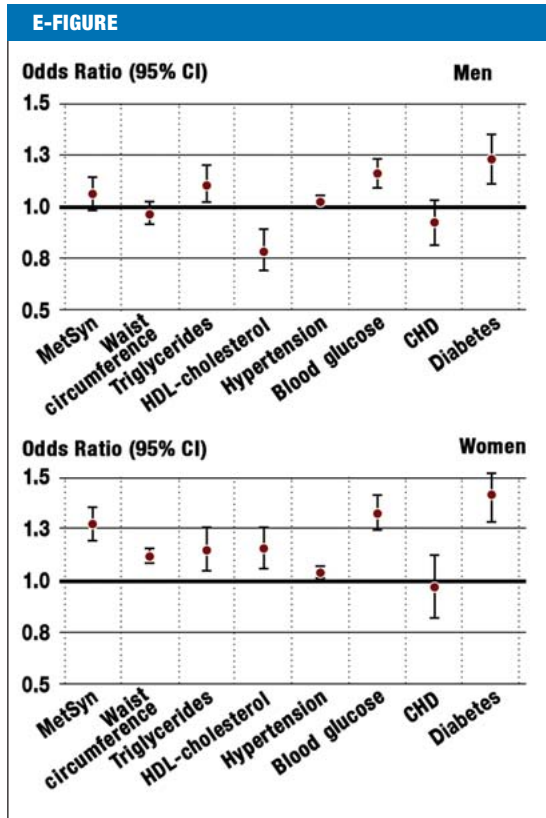 E-FIGURE
Odds Ratio (95% CI)
Men
1.5
1.3
1.0
0.8
0.5
MetSyn
Waist
circumference
Triglycerides
HDL-cholesterol
Hypertension
Blood glucose
CHD
Diabetes
Odds Ratio (95% CI)
Women
1.5
1.3
1.0
0.8
0.5
MetSyn
Waist
circumference
Triglycerides
HDL-cholesterol
Hypertension
Blood glucose
CHD
Diabetes